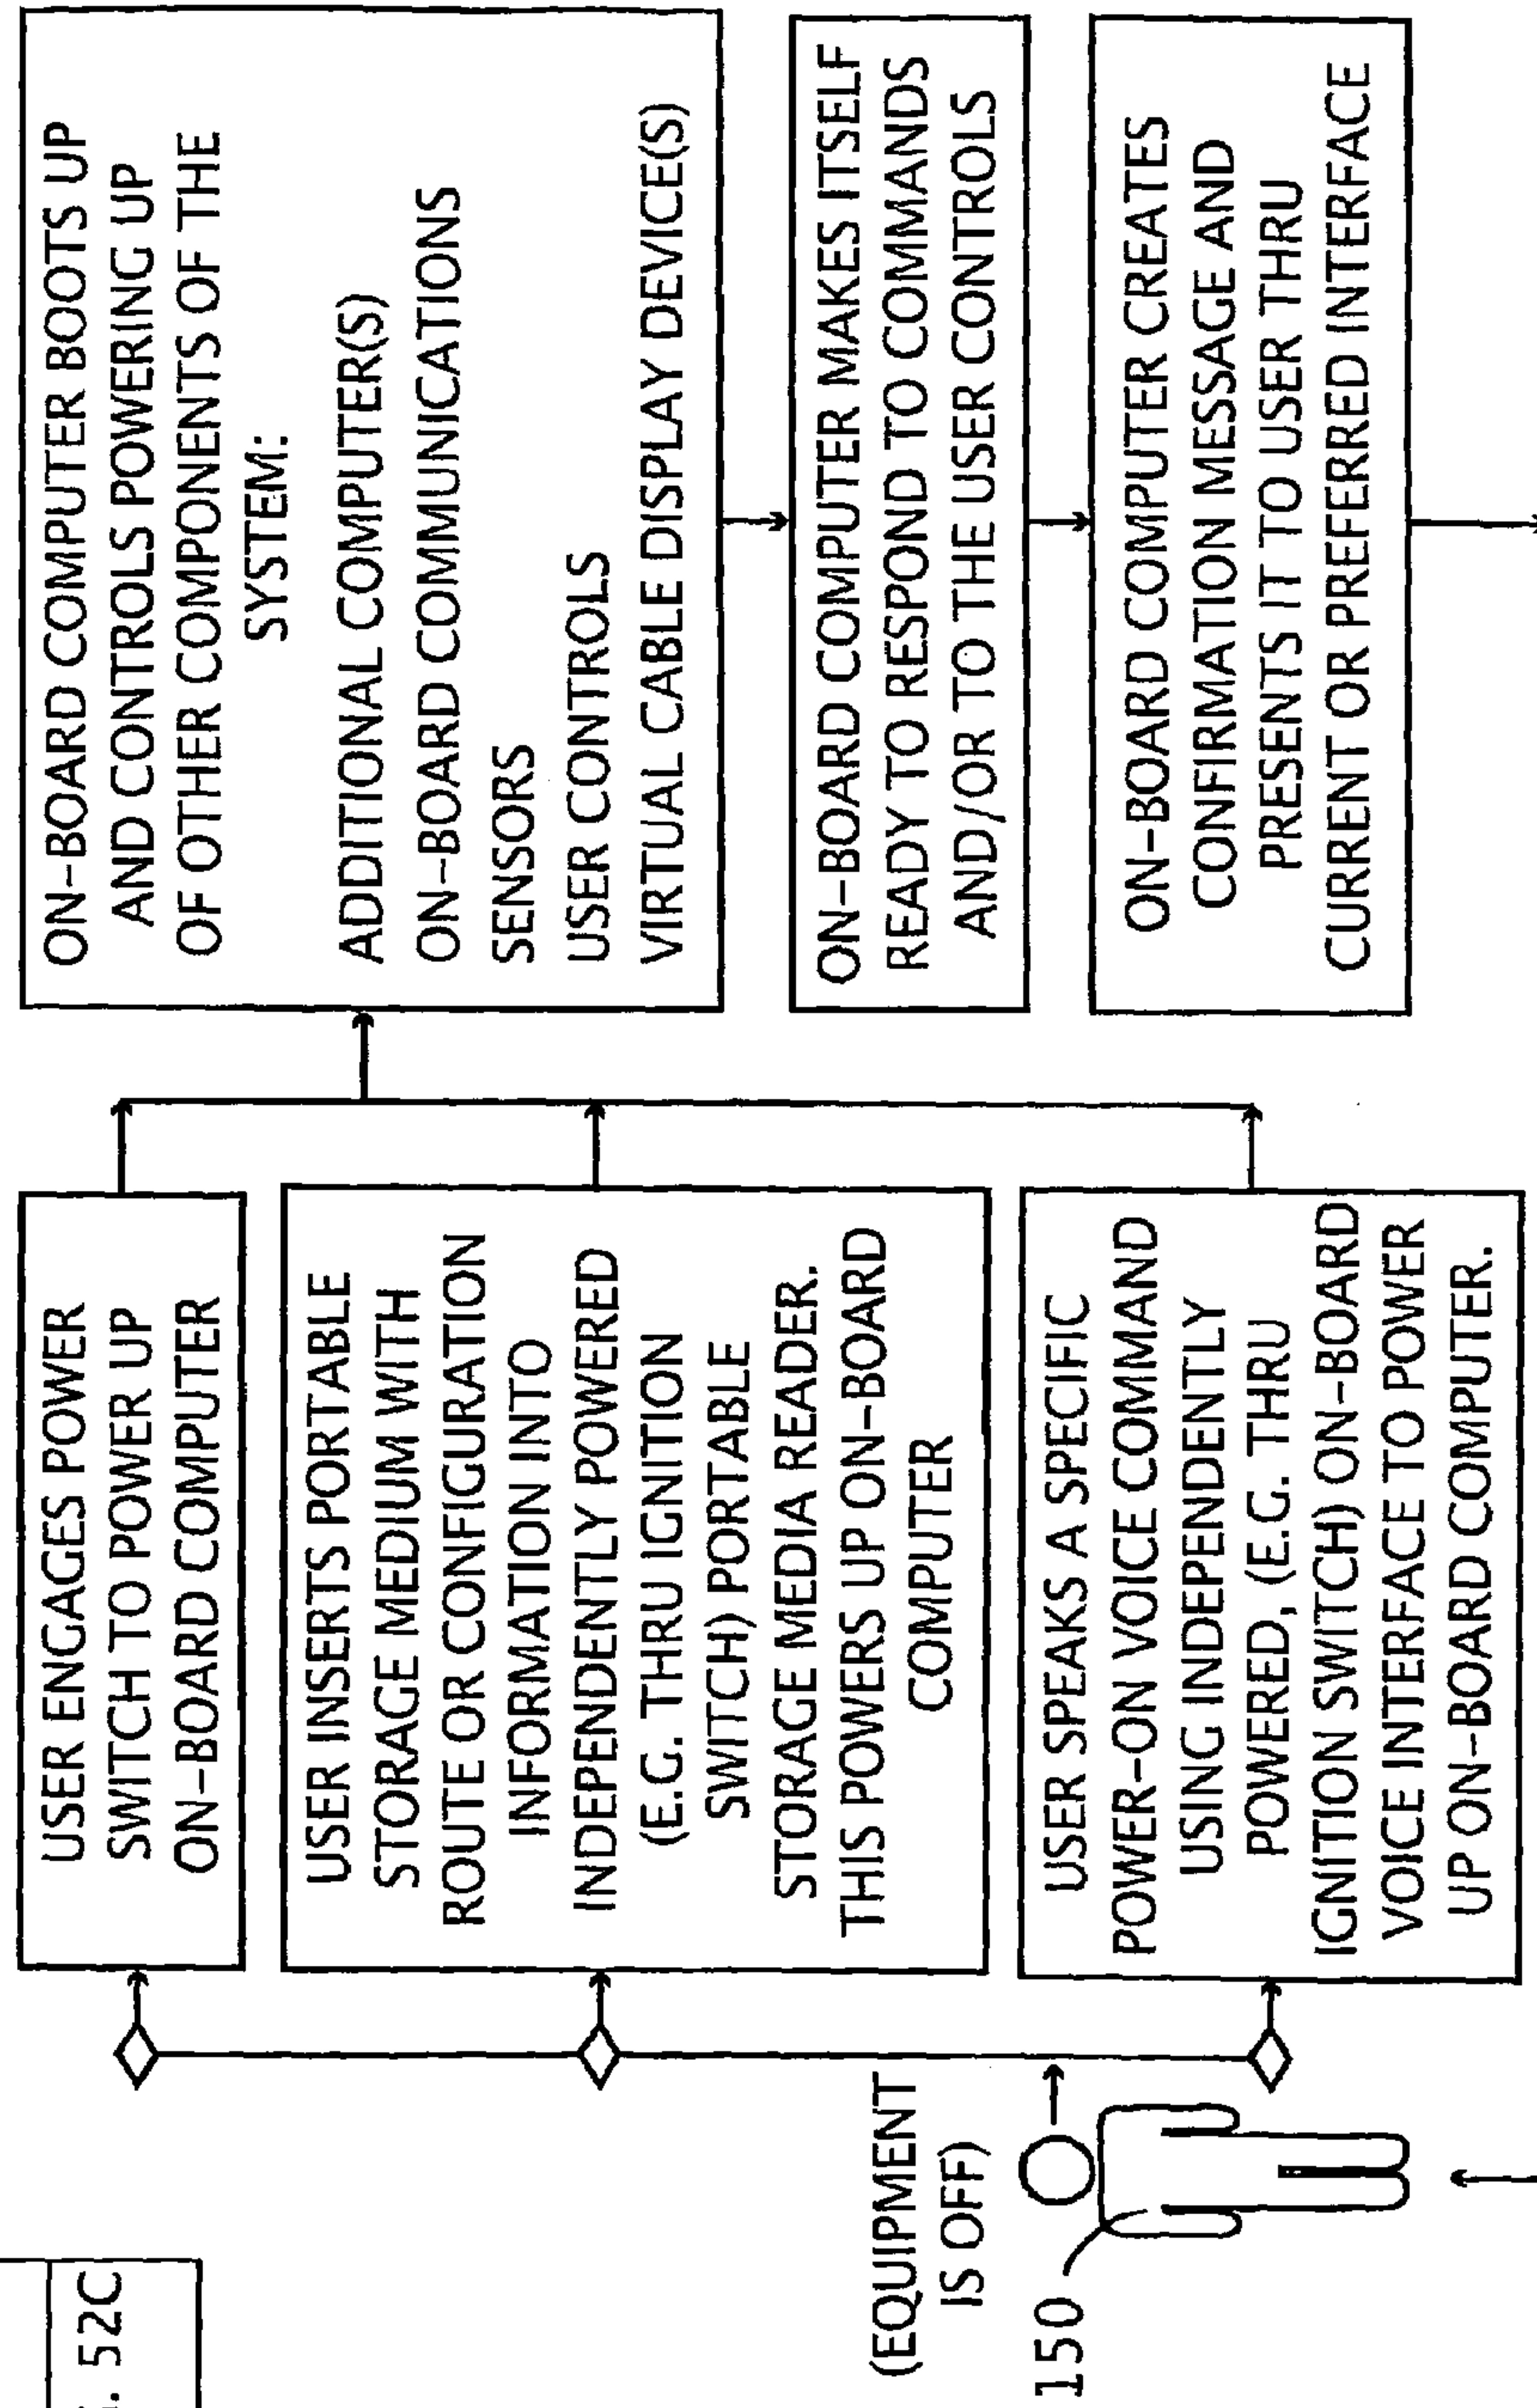 52C
(EQUIPMENT
IS OFF)
150
USER ENGAGES POWER
SWITCH TO POWER UP
ON-BOARD COMPUTER
USER INSERTS PORTABLE
STORAGE MEDIUM WITH
ROUTE OR CONFIGURATION
INFORMATION INTO
INDEPENDENTLY POWERED
(E.G. THRU IGNITION
SWITCH) PORTABLE
STORAGE MEDIA READER.
THIS POWERS UP ON-BOARD
COMPUTER
USER SPEAKS A SPECIFIC
POWER-ON VOICE COMMAND
USING INDEPENDENTLY
POWERED, (E.G. THRU
IGNITION SWITCH) ON-BOARD
VOICE INTERFACE TO POWER
UP ON-BOARD COMPUTER.
ON-BOARD COMPUTER BOOTS UP
AND CONTROLS POWERING UP
OF OTHER COMPONENTS OF THE
SYSTEM:
ADDITIONAL COMPUTER(S)
ON-BOARD COMMUNICATIONS
SENSORS
USER CONTROLS
VIRTUAL CABLE DISPLAY DEVICE(S)
ON-BOARD COMPUTER MAKES ITSELF
READY TO RESPOND TO COMMANDS
AND/OR TO THE USER CONTROLS
ON-BOARD COMPUTER CREATES
CONFIRMATION MESSAGE AND
PRESENTS IT TO USER THRU
CURRENT OR PREFERRED INTERFACE